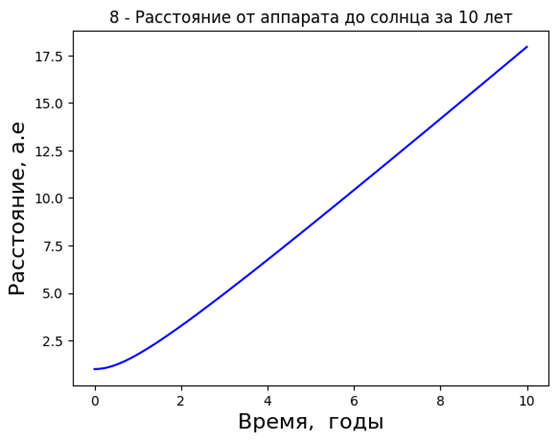 8 - Расстояние от аппарата до солнца за 10 лет
17.5
15.0
12.5
10.0
7.5
5.0
2.5
Расстояние, а.е
0 2 4 6 8 10
Время,  годы